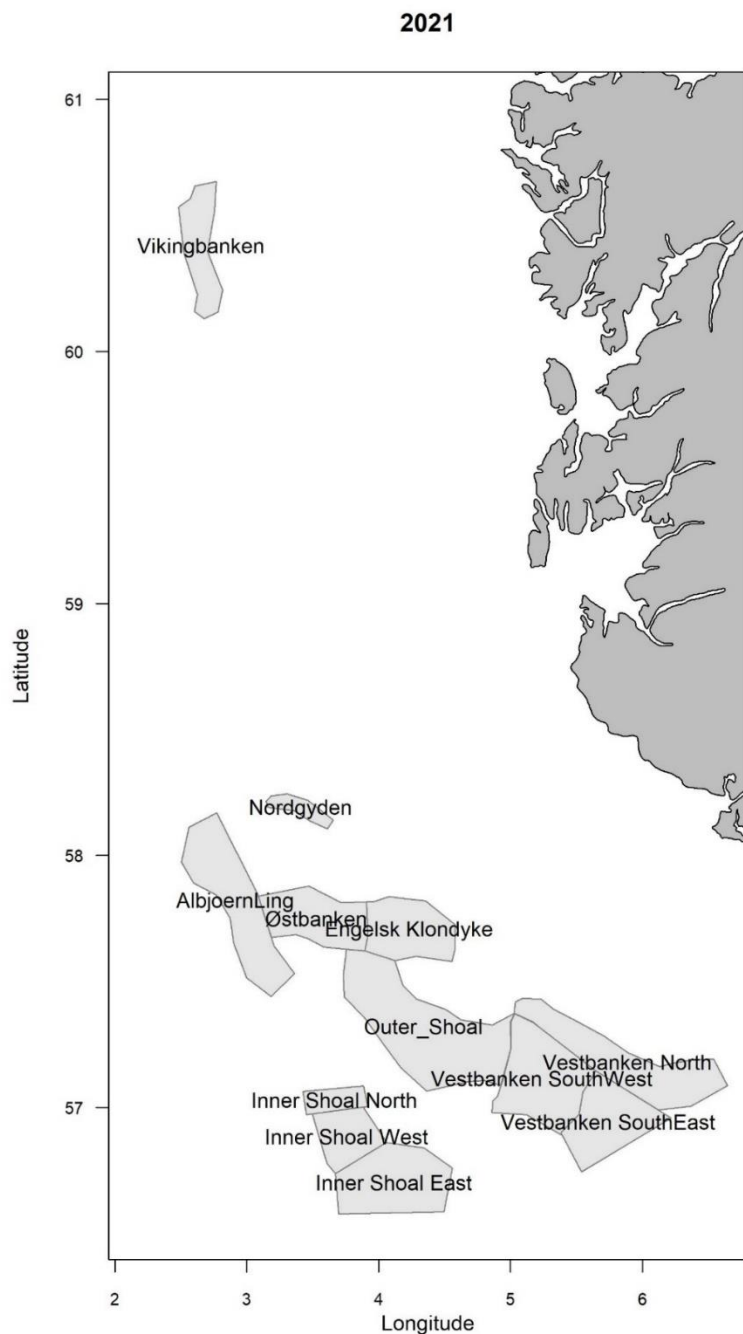 2021
61
Vikingbanken
60
59
Latitude
Nordgyden
58
AlbjoernLing
Østbanken
Engelsk Klondyke
Outer_Shoal
Vestbanken North
Vestbanken SouthWest
57
Inner Shoal North
Vestbanken SouthEast
Inner Shoal West
Inner Shoal East
2 3 4 5 6
Longitude